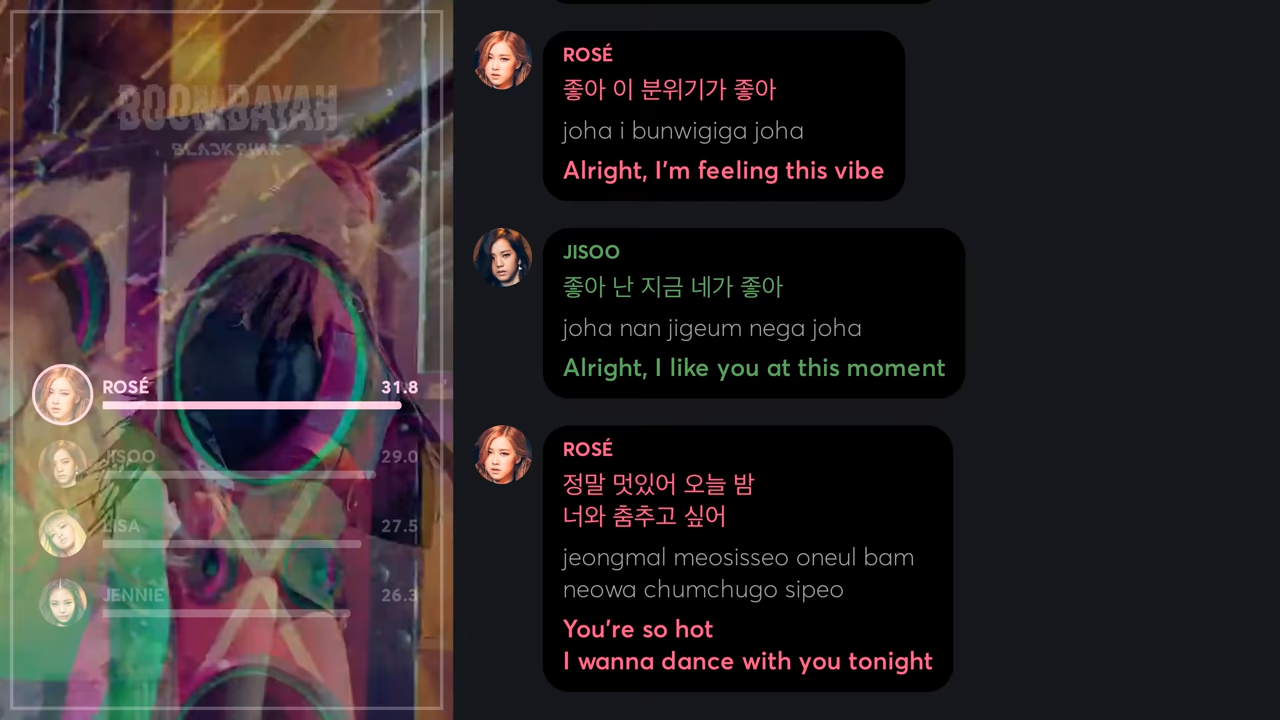 BOOMBAYAH
BLACKPINK
ROSÉ 31.8
JISOO 29.0
LISA 27.5
JENNIE 26.3
ROSÉ
좋아 이 분위기가 좋아
joha i bunwigiga joha
Alright, I'm feeling this vibe
JISOO
좋아 난 지금 네가 좋아
joha nan jigeum nega joha
Alright, I like you at this moment
ROSÉ
정말 멋있어 오늘 밤
너와 춤추고 싶어
jeongmal meosisseo oneul bam
neowa chumchugo sipeo
You're so hot
I wanna dance with you tonight